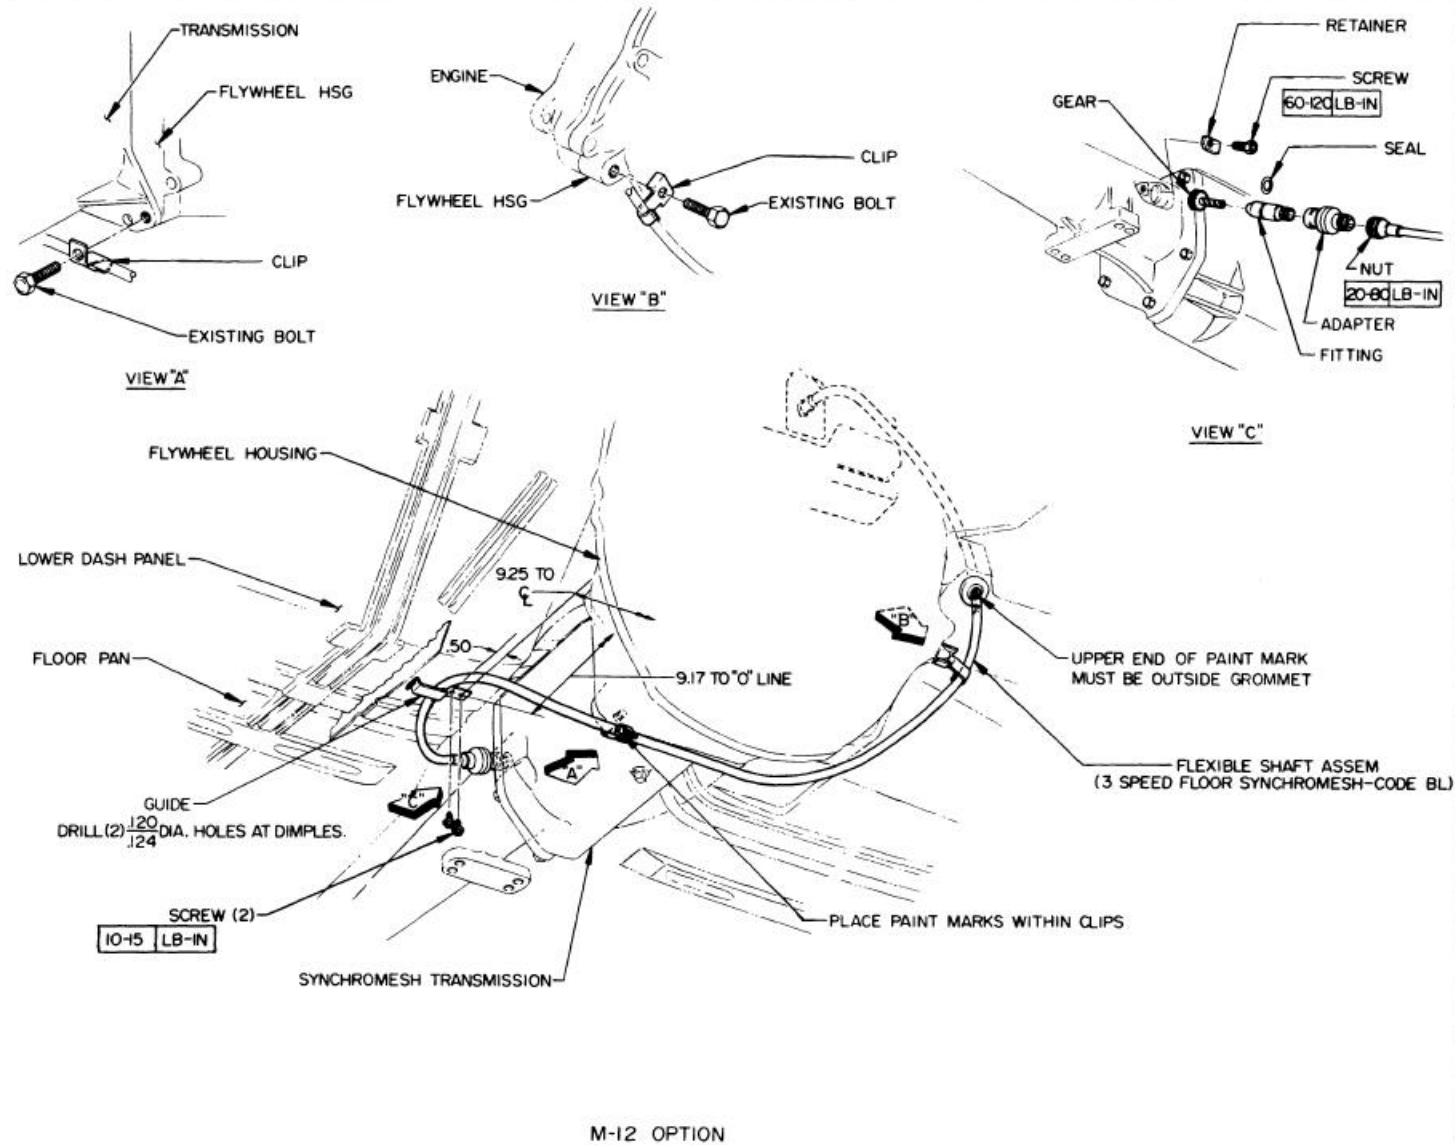 TRANSMISSION
FLYWHEEL HSG
CLIP
EXISTING BOLT
VIEW "A"
ENGINE
FLYWHEEL HSG
CLIP
EXISTING BOLT
VIEW "B"
RETAINER
SCREW
60-120 LB-IN
GEAR
SEAL
NUT
20-80 LB-IN
ADAPTER
FITTING
VIEW "C"
FLYWHEEL HOUSING
LOWER DASH PANEL
9.25 TO
℄
.50
FLOOR PAN
9.17 TO "O" LINE
"B"
UPPER END OF PAINT MARK
MUST BE OUTSIDE GROMMET
"A"
"C"
FLEXIBLE SHAFT ASSEM
(3 SPEED FLOOR SYNCHROMESH-CODE BL)
GUIDE
DRILL (2) .120/.124 DIA. HOLES AT DIMPLES.
SCREW (2)
10-15 LB-IN
PLACE PAINT MARKS WITHIN CLIPS
SYNCHROMESH TRANSMISSION
M-12 OPTION